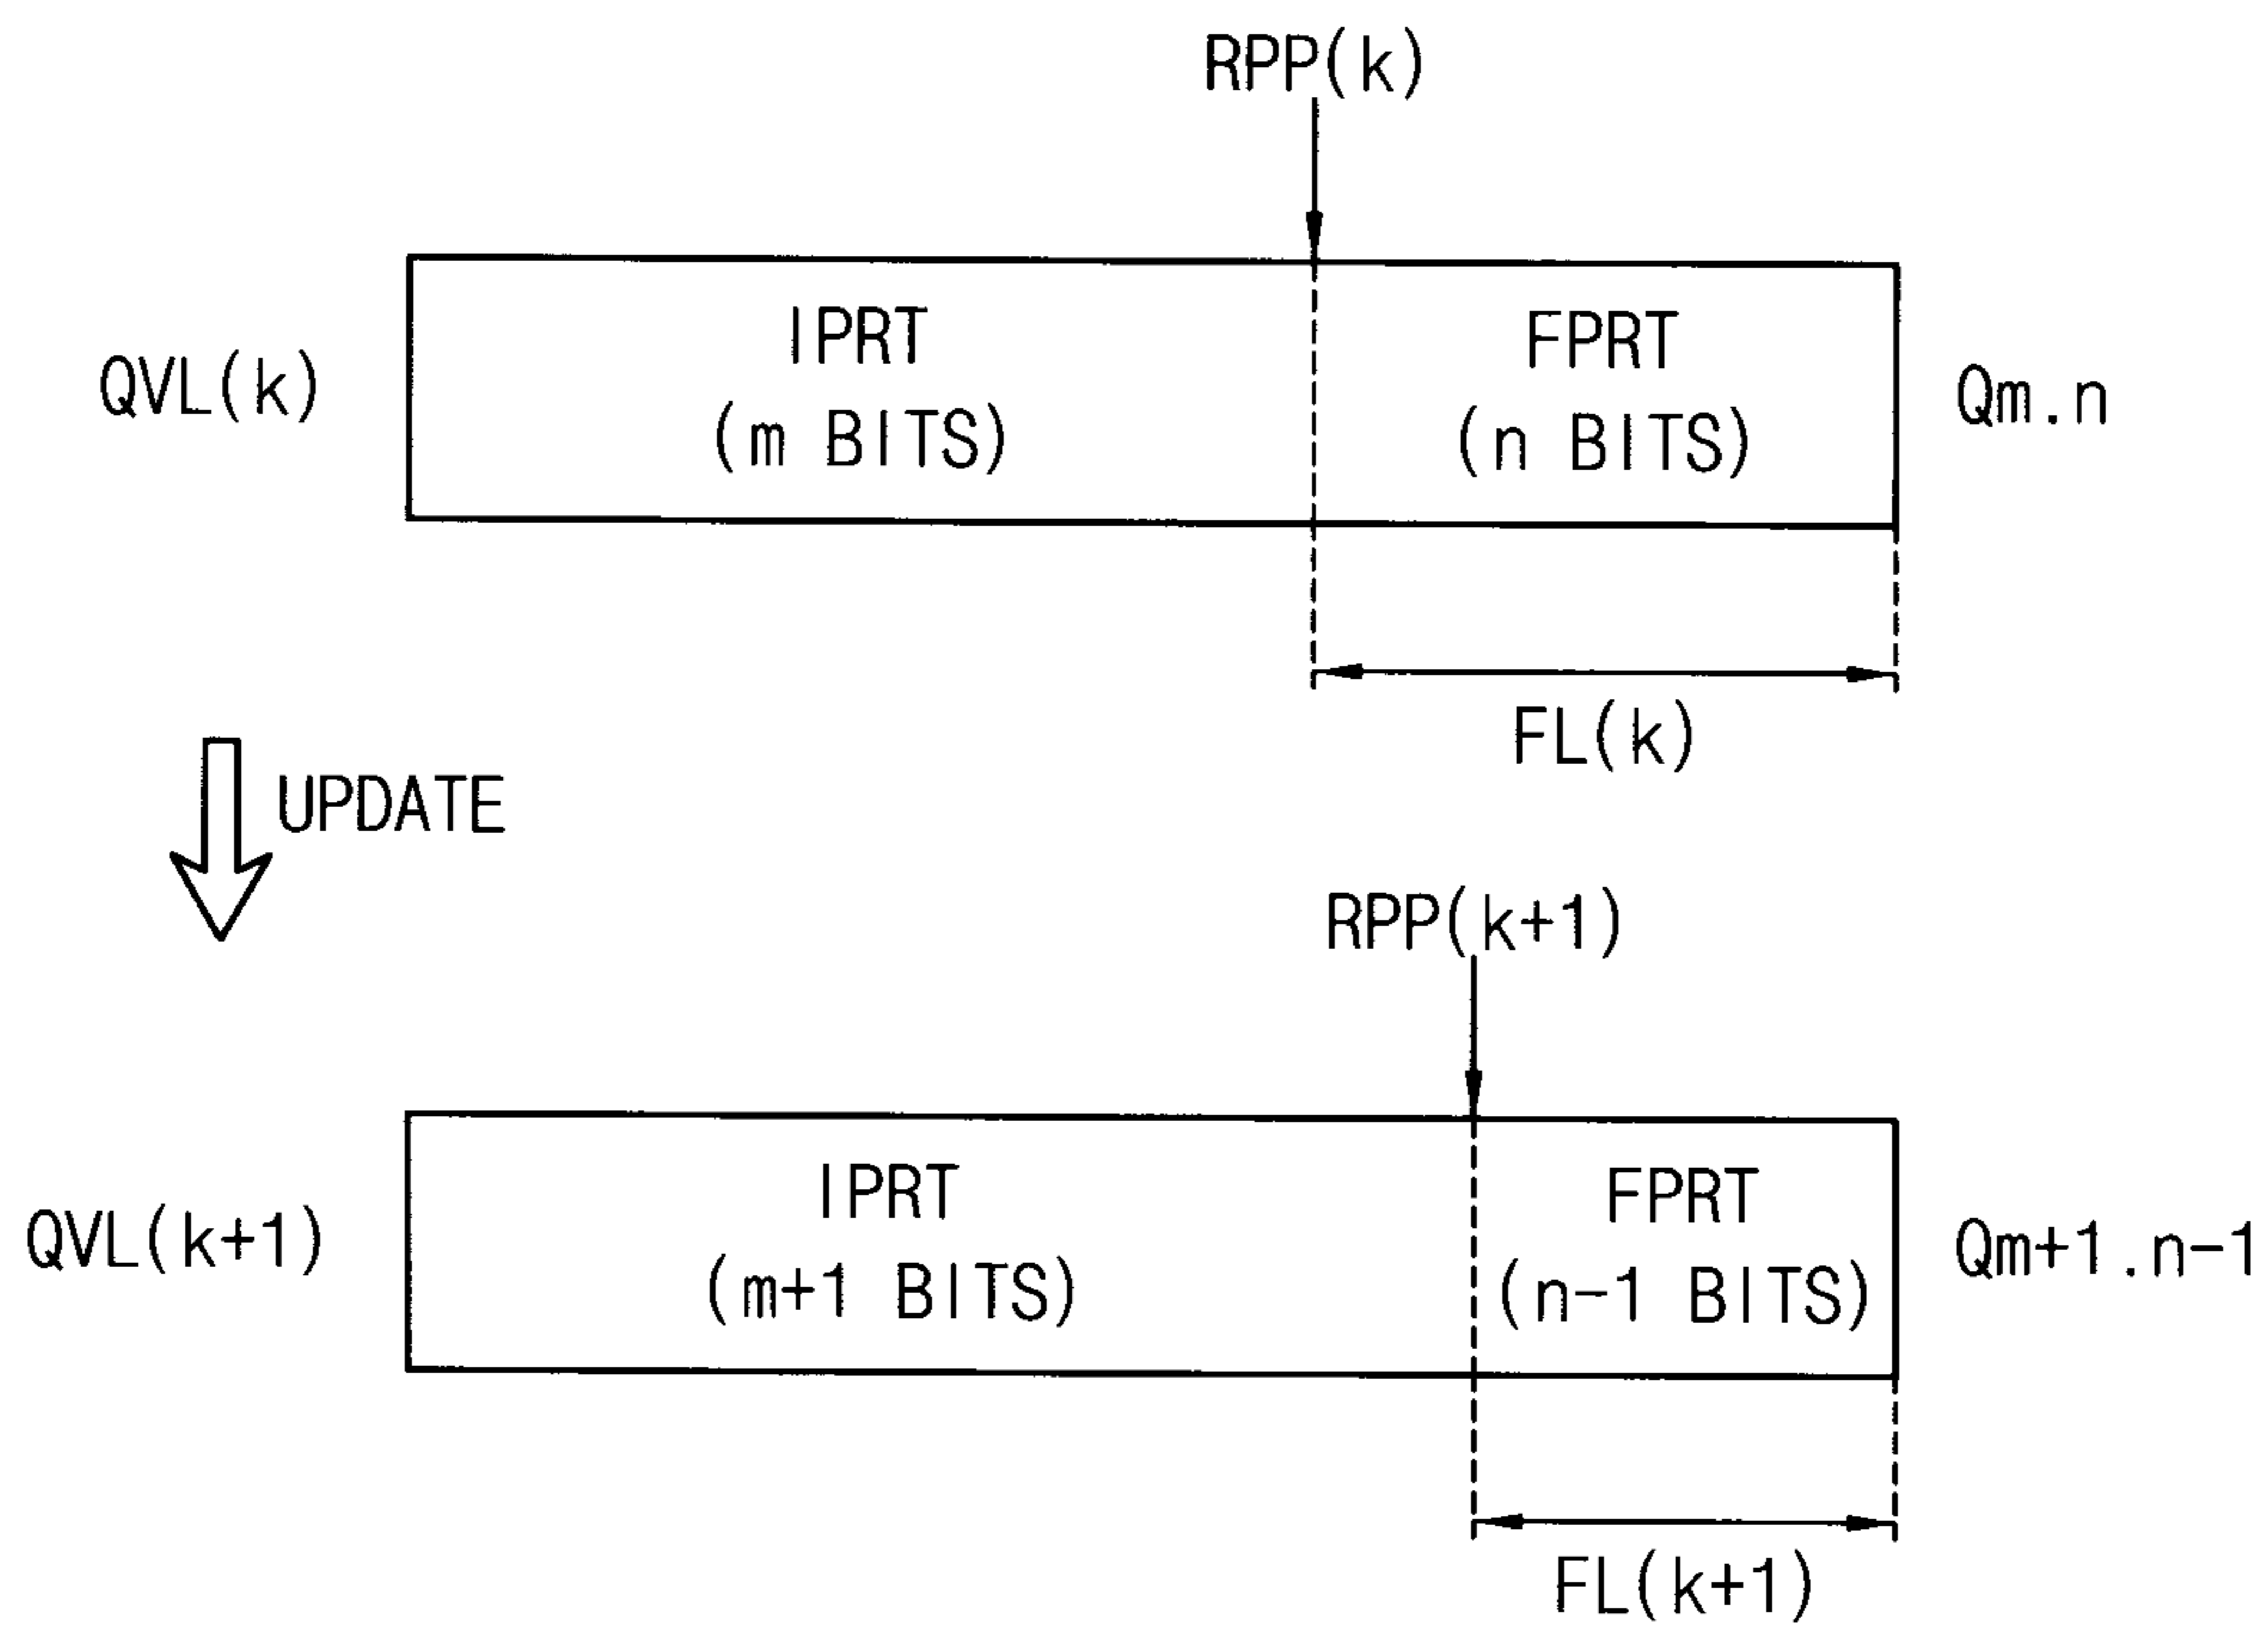 RPP(k)
QVL(k)
IPRT
(m BITS)
FPRT
(n BITS)
Qm.n
FL(k)
UPDATE
RPP(k+1)
QVL(k+1)
IPRT
(m+1 BITS)
FPRT
(n-1 BITS)
Qm+1.n-1
FL(k+1)